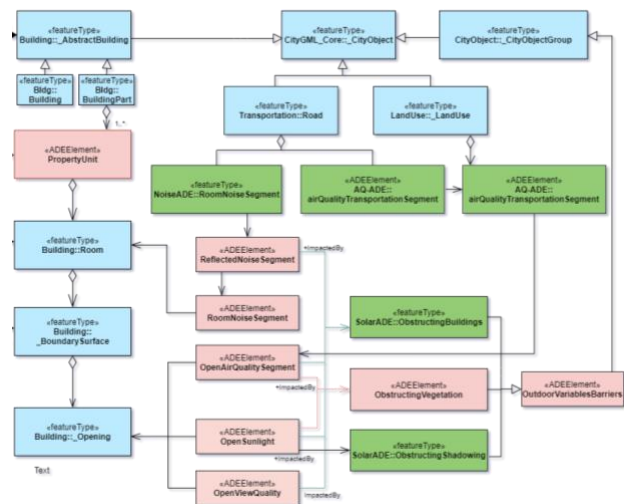 «featureType»
Building::_AbstractBuilding
«featureType»
CityGML_Core::_CityObject
«featureType»
CityObject::_CityObjectGroup
«featureType»
Bldg::
Building
«featureType»
Bldg::
BuildingPart
«featureType»
Transportation::Road
«featureType»
LandUse::_LandUse
1..*
«ADEElement»
PropertyUnit
«featureType»
NoiseADE::RoomNoiseSegment
«ADEElement»
AQ-ADE::
airQualityTransportationSegment
«ADEElement»
AQ-ADE::
airQualityTransportationSegment
«featureType»
Building::Room
«ADEElement»
ReflectedNoiseSegment
+ImpactedBy
«ADEElement»
RoomNoiseSegment
«featureType»
Building::
_BoundarySurface
«featureType»
SolarADE::ObstructingBuildings
«ADEElement»
OpenAirQualitySegment
+ImpactedBy
«ADEElement»
ObstructingVegetation
«ADEElement»
OutdoorVariablesBarriers
«featureType»
Building::_Opening
«ADEElement»
OpenSunlight
«featureType»
SolarADE::ObstructingShadowing
+ImpactedBy
Text
«ADEElement»
OpenViewQuality
ImpactedBy